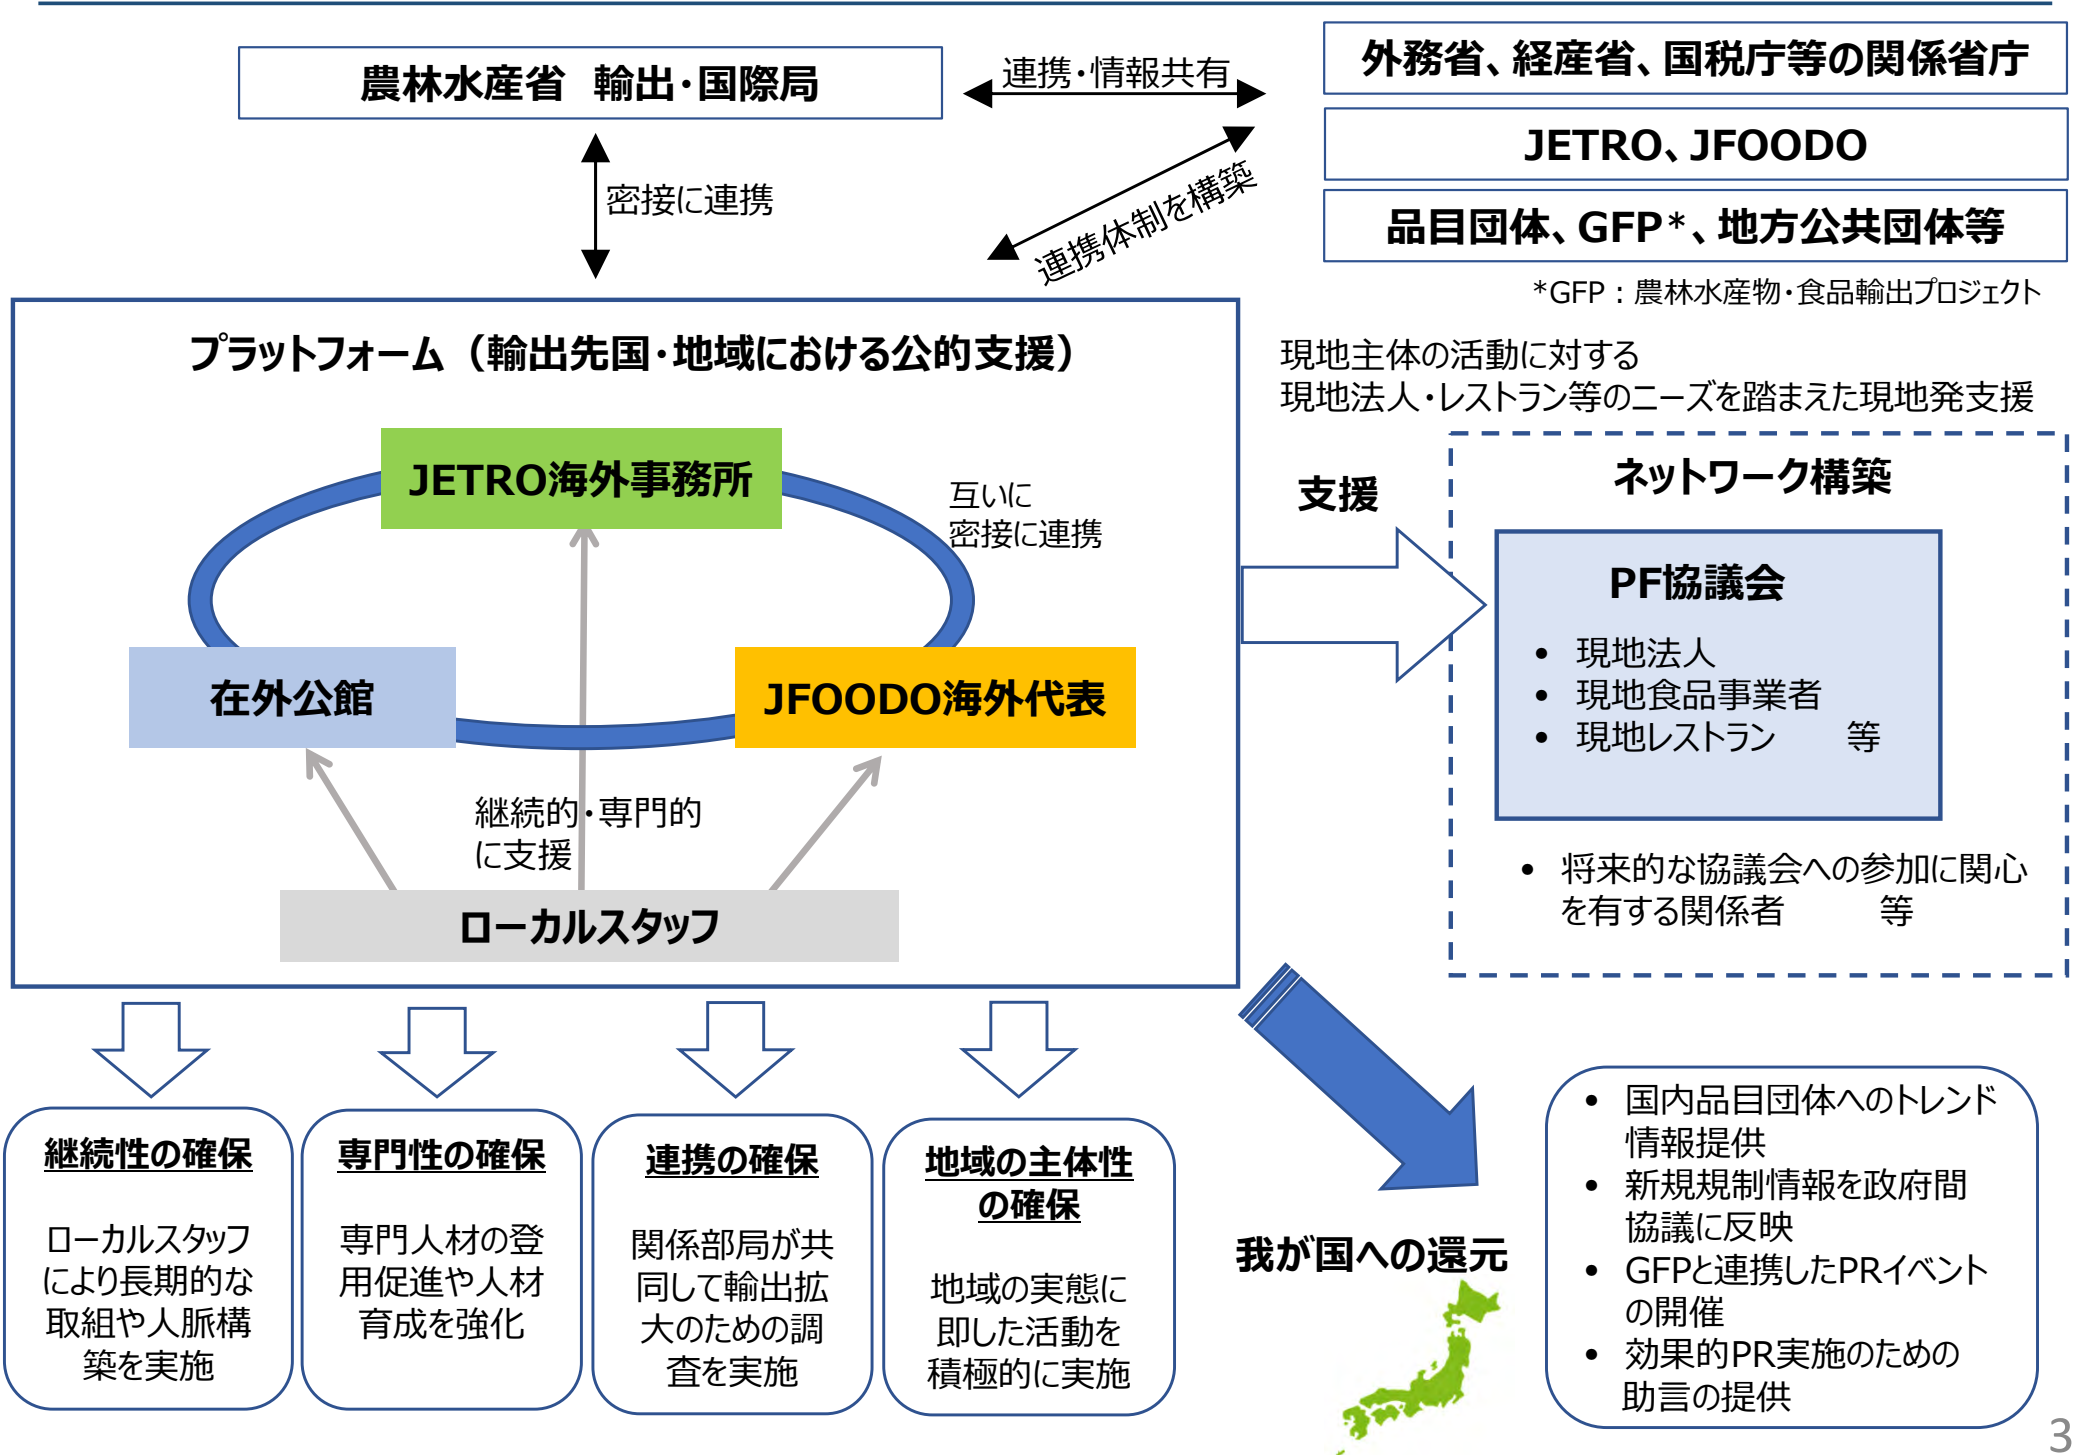 農林水産省　輸出・国際局
連携・情報共有
外務省、経産省、国税庁等の関係省庁
JETRO、JFOODO
品目団体、GFP*、地方公共団体等
*GFP：農林水産物・食品輸出プロジェクト
密接に連携
連携体制を構築
プラットフォーム（輸出先国・地域における公的支援）
JETRO海外事務所
互いに
密接に連携
在外公館
JFOODO海外代表
継続的・専門的
に支援
ローカルスタッフ
現地主体の活動に対する
現地法人・レストラン等のニーズを踏まえた現地発支援
支援
ネットワーク構築
PF協議会
• 現地法人
• 現地食品事業者
• 現地レストラン　　等
• 将来的な協議会への参加に関心
を有する関係者　　　等
継続性の確保
ローカルスタッフ
により長期的な
取組や人脈構
築を実施
専門性の確保
専門人材の登
用促進や人材
育成を強化
連携の確保
関係部局が共
同して輸出拡
大のための調
査を実施
地域の主体性
の確保
地域の実態に
即した活動を
積極的に実施
我が国への還元
• 国内品目団体へのトレンド
情報提供
• 新規規制情報を政府間
協議に反映
• GFPと連携したPRイベント
の開催
• 効果的PR実施のための
助言の提供
3